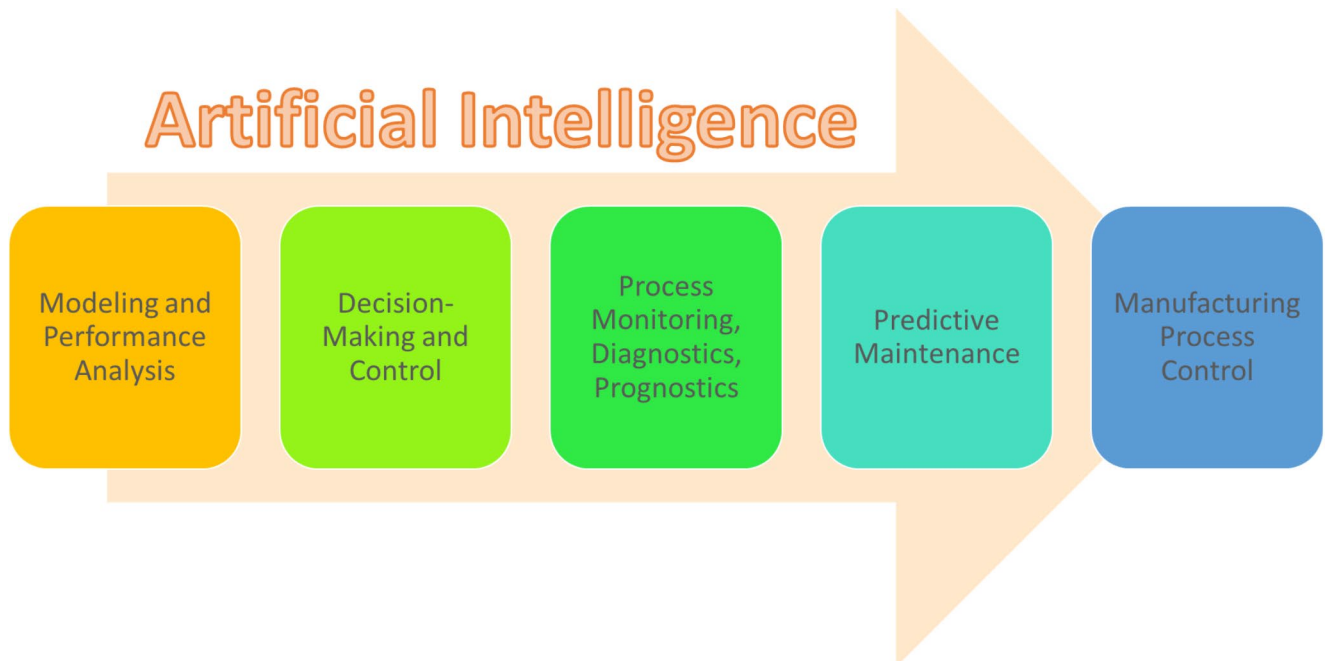 Artificial Intelligence
Modeling and
Performance
Analysis
Decision-
Making and
Control
Process
Monitoring,
Diagnostics,
Prognostics
Predictive
Maintenance
Manufacturing
Process
Control